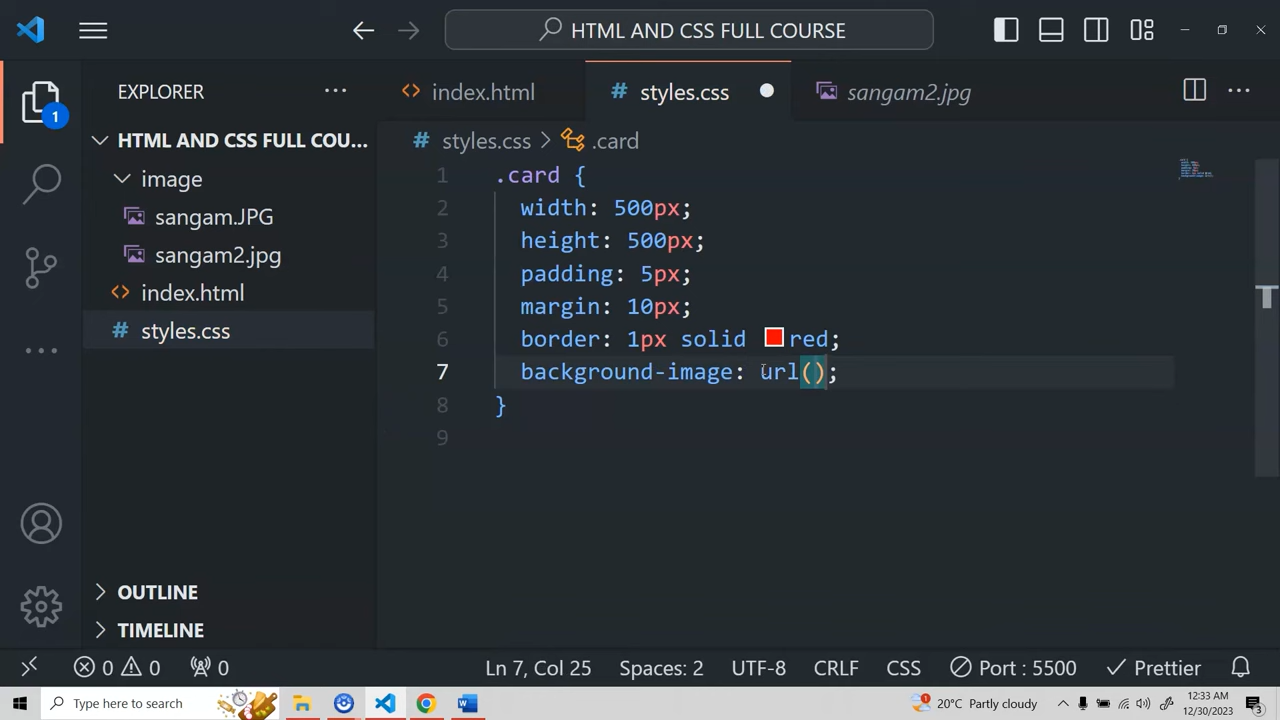 HTML AND CSS FULL COURSE
EXPLORER
HTML AND CSS FULL COU...
image
sangam.JPG
sangam2.jpg
index.html
styles.css
OUTLINE
TIMELINE
1
index.html
styles.css
sangam2.jpg
styles.css > .card
1 .card {
2 width: 500px;
3 height: 500px;
4 padding: 5px;
5 margin: 10px;
6 border: 1px solid red;
7 background-image: url();
8 }
9
0 0 0
Ln 7, Col 25
Spaces: 2
UTF-8
CRLF
CSS
Port : 5500
Prettier
Type here to search
1
20°C Partly cloudy
12:33 AM
12/30/2023
3